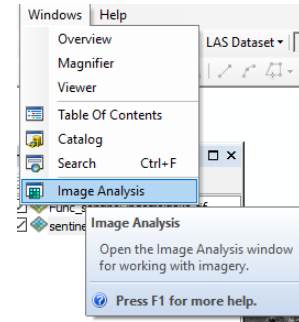 Windows Help
Overview
LAS Dataset
Magnifier
Viewer
Table Of Contents
Catalog
Search Ctrl+F
Image Analysis
sentine
Image Analysis
Open the Image Analysis window
for working with imagery.
Press F1 for more help.